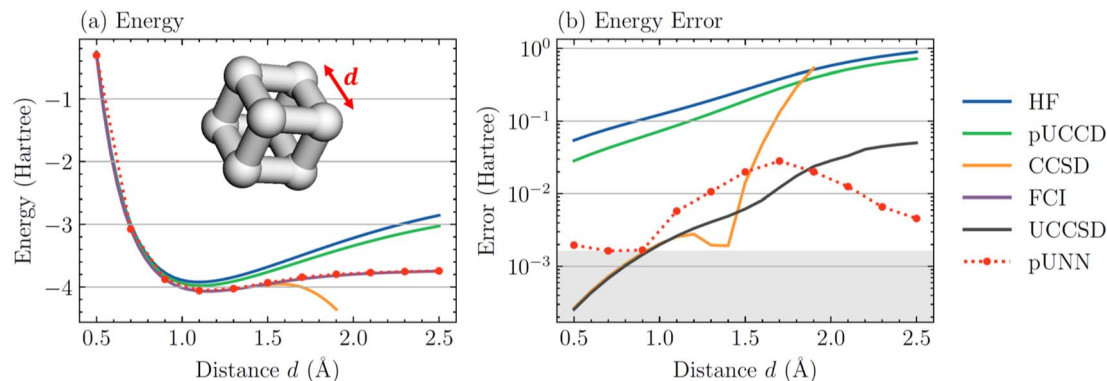 (a) Energy
Energy (Hartree)
−1
−2
−3
−4
d
0.5 1.0 1.5 2.0 2.5
Distance d (Å)
(b) Energy Error
Error (Hartree)
10⁰
10⁻¹
10⁻²
10⁻³
0.5 1.0 1.5 2.0 2.5
Distance d (Å)
HF
pUCCD
CCSD
FCI
UCCSD
pUNN